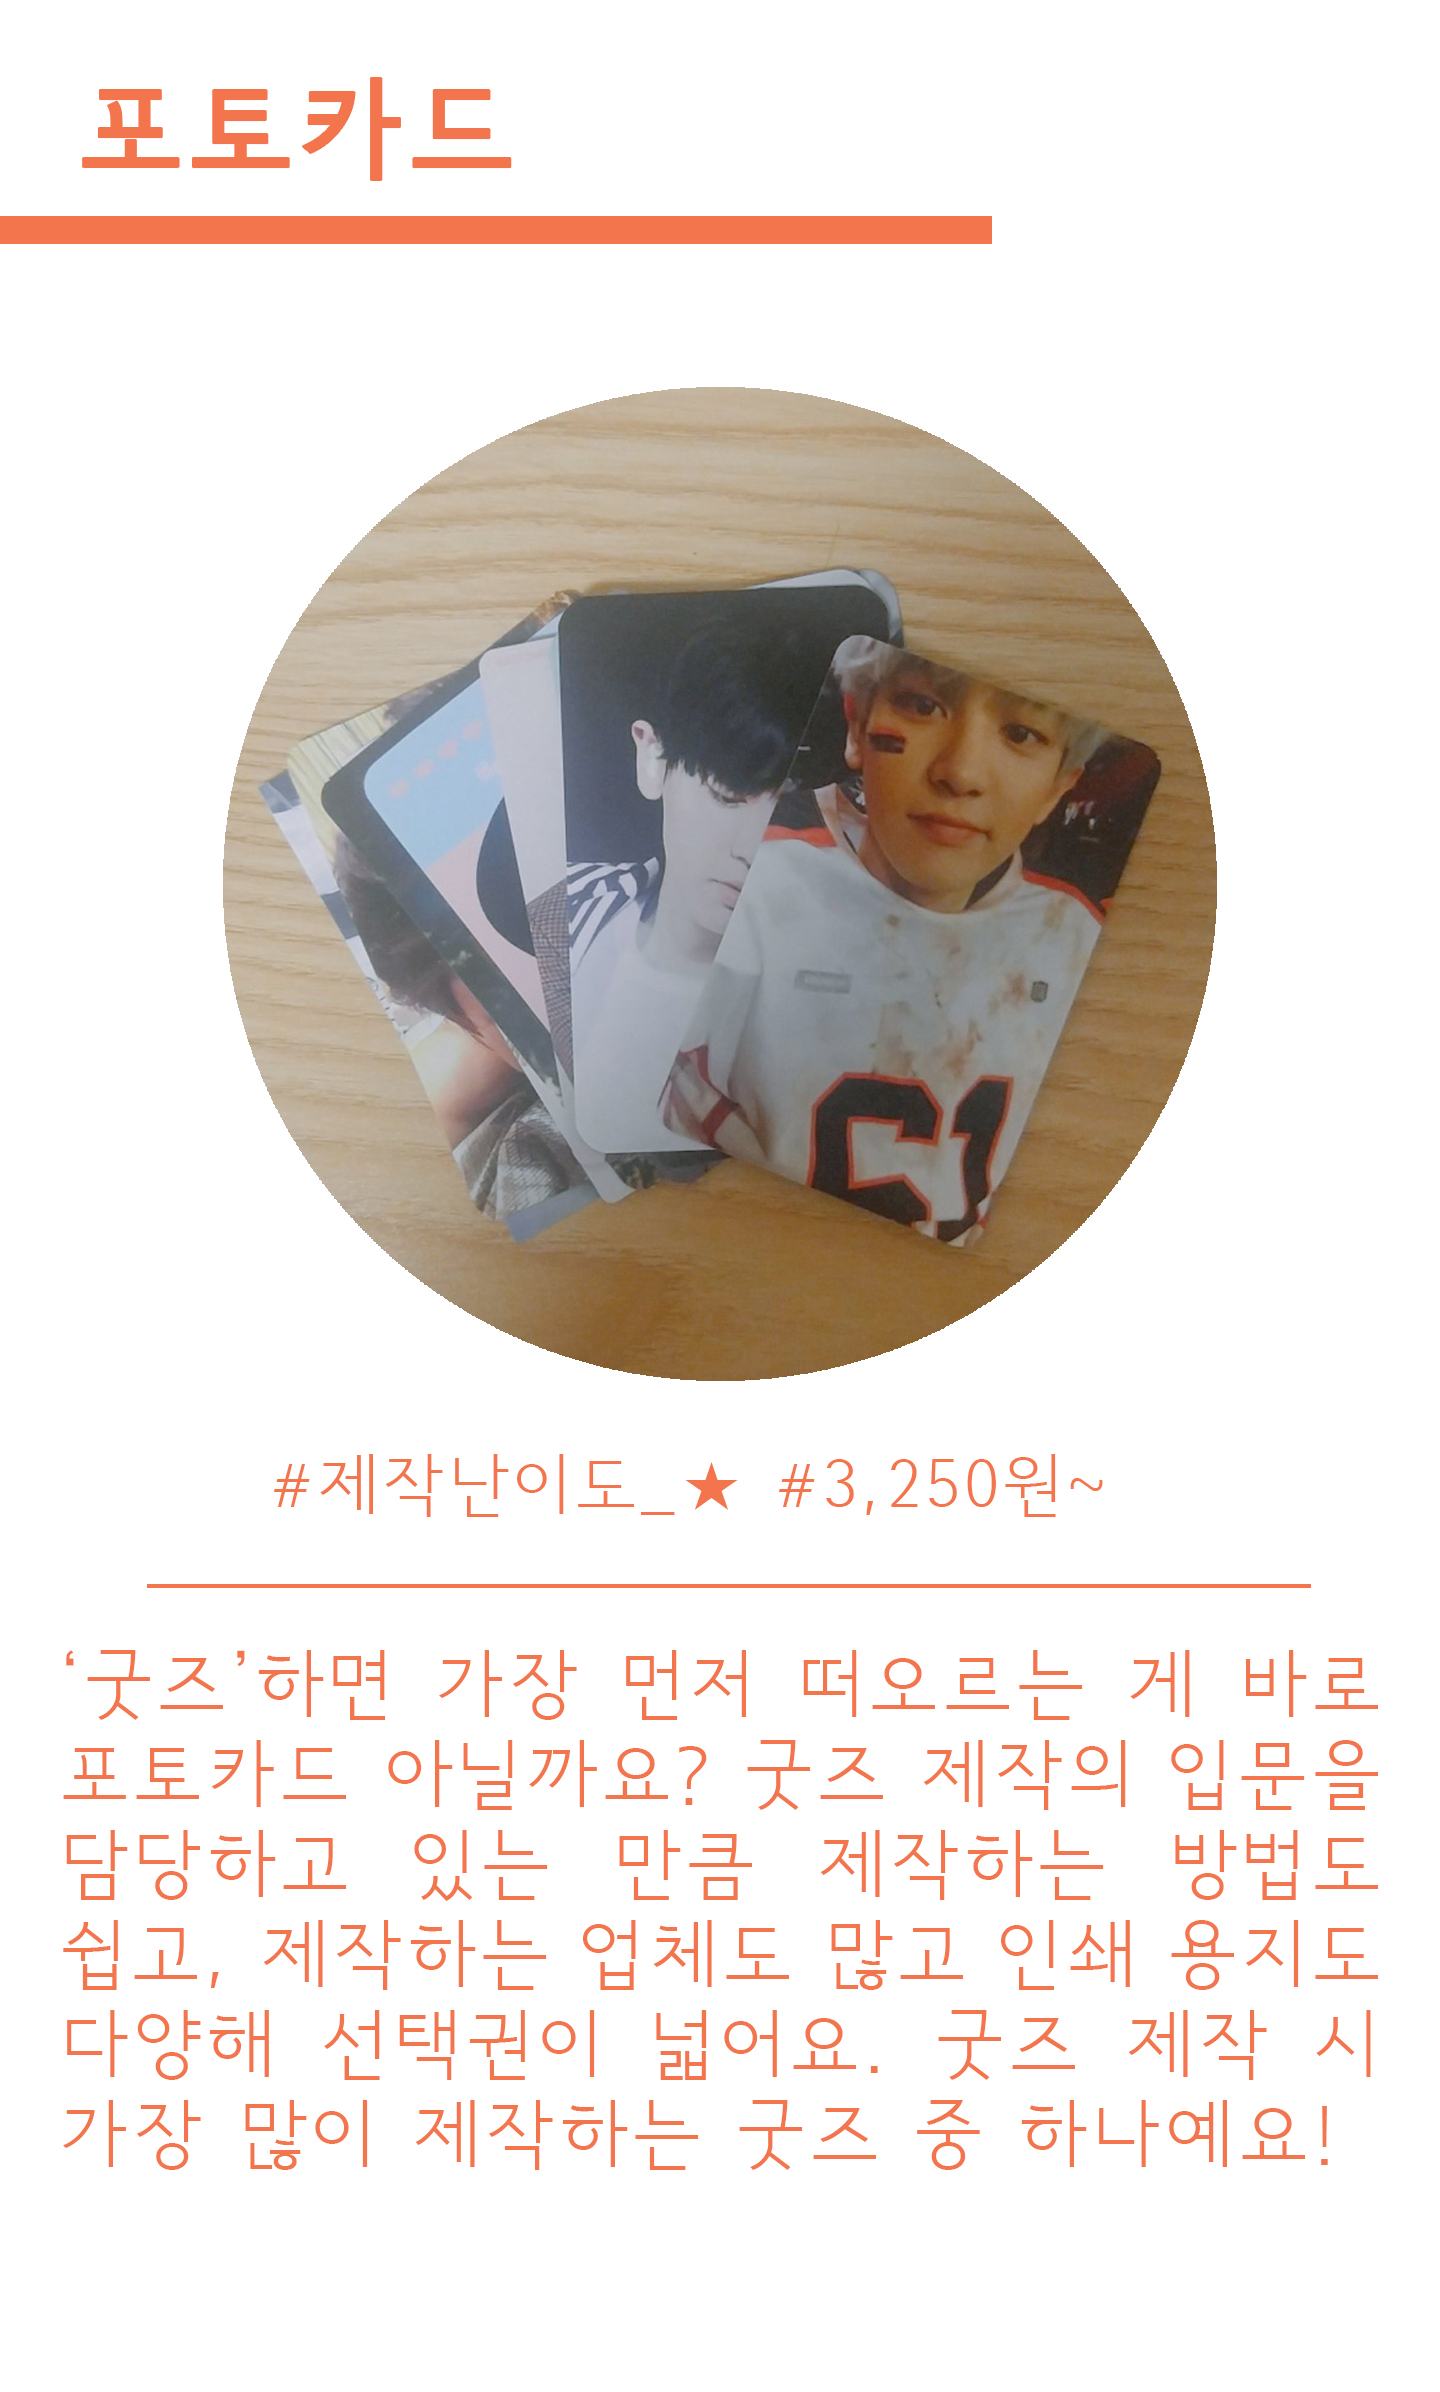 포토카드
61
#제작난이도_★ #3,250원~
‘굿즈’하면 가장 먼저 떠오르는 게 바로
포토카드 아닐까요? 굿즈 제작의 입문을
담당하고 있는 만큼 제작하는 방법도
쉽고, 제작하는 업체도 많고 인쇄 용지도
다양해 선택권이 넓어요. 굿즈 제작 시
가장 많이 제작하는 굿즈 중 하나예요!